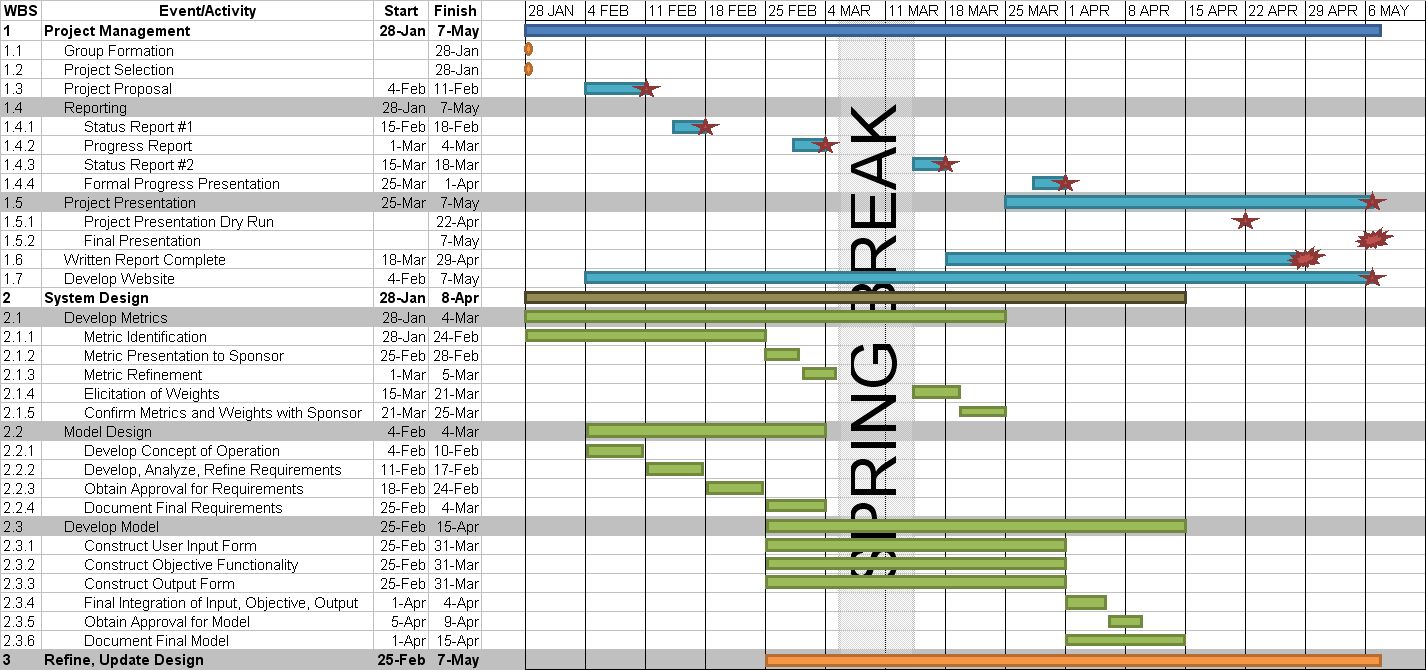 WBS Event/Activity Start Finish 28 JAN 4 FEB 11 FEB 18 FEB 25 FEB 4 MAR 11 MAR 18 MAR 25 MAR 1 APR 8 APR 15 APR 22 APR 29 APR 6 MAY
1 Project Management 28-Jan 7-May
1.1 Group Formation 28-Jan
1.2 Project Selection 28-Jan
1.3 Project Proposal 4-Feb 11-Feb
1.4 Reporting 28-Jan 7-May
1.4.1 Status Report #1 15-Feb 18-Feb
1.4.2 Progress Report 1-Mar 4-Mar
1.4.3 Status Report #2 15-Mar 18-Mar
1.4.4 Formal Progress Presentation 25-Mar 1-Apr
1.5 Project Presentation 25-Mar 7-May
1.5.1 Project Presentation Dry Run 22-Apr
1.5.2 Final Presentation 7-May
1.6 Written Report Complete 18-Mar 29-Apr
1.7 Develop Website 4-Feb 7-May
2 System Design 28-Jan 8-Apr
2.1 Develop Metrics 28-Jan 4-Mar
2.1.1 Metric Identification 28-Jan 24-Feb
2.1.2 Metric Presentation to Sponsor 25-Feb 28-Feb
2.1.3 Metric Refinement 1-Mar 5-Mar
2.1.4 Elicitation of Weights 15-Mar 21-Mar
2.1.5 Confirm Metrics and Weights with Sponsor 21-Mar 25-Mar
2.2 Model Design 4-Feb 4-Mar
2.2.1 Develop Concept of Operation 4-Feb 10-Feb
2.2.2 Develop, Analyze, Refine Requirements 11-Feb 17-Feb
2.2.3 Obtain Approval for Requirements 18-Feb 24-Feb
2.2.4 Document Final Requirements 25-Feb 4-Mar
2.3 Develop Model 25-Feb 15-Apr
2.3.1 Construct User Input Form 25-Feb 31-Mar
2.3.2 Construct Objective Functionality 25-Feb 31-Mar
2.3.3 Construct Output Form 25-Feb 31-Mar
2.3.4 Final Integration of Input, Objective, Output 1-Apr 4-Apr
2.3.5 Obtain Approval for Model 5-Apr 9-Apr
2.3.6 Document Final Model 1-Apr 15-Apr
3 Refine, Update Design 25-Feb 7-May
SPRING BREAK